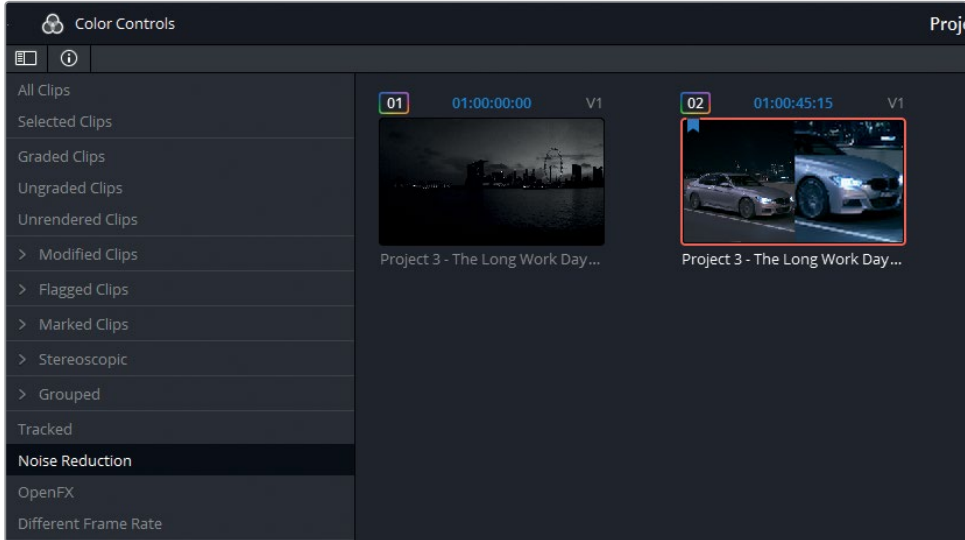 Color Controls
Proje
All Clips
Selected Clips
Graded Clips
Ungraded Clips
Unrendered Clips
> Modified Clips
> Flagged Clips
> Marked Clips
> Stereoscopic
> Grouped
Tracked
Noise Reduction
OpenFX
Different Frame Rate
01 01:00:00:00 V1
Project 3 - The Long Work Day...
02 01:00:45:15 V1
Project 3 - The Long Work Day...